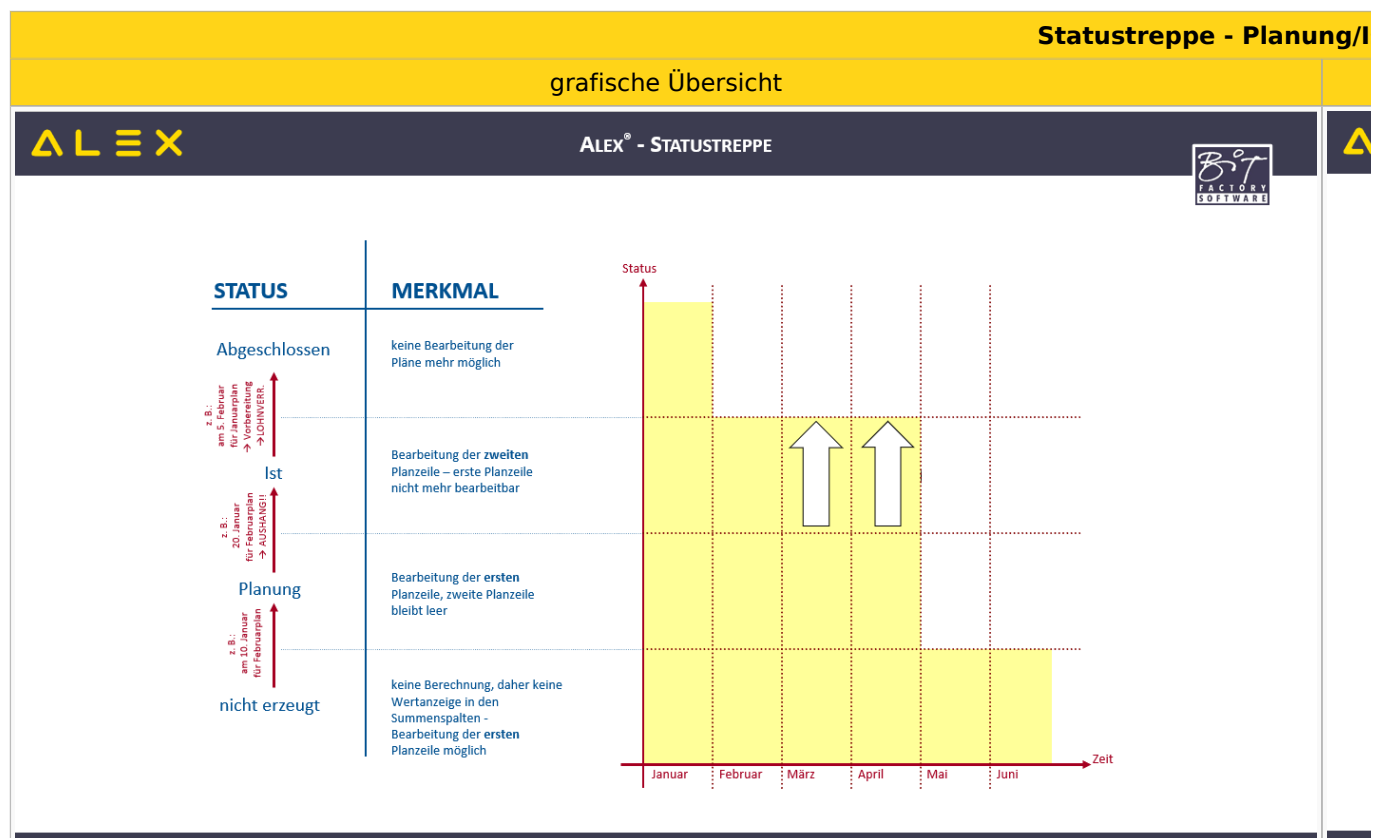 Statustreppe - Planung/I
grafische Übersicht
ALEX
ALEX® - STATUSTREPPE
BIT
FACTORY
SOFTWARE
STATUS
MERKMAL
Abgeschlossen
keine Bearbeitung der
Pläne mehr möglich
z. B.:
am 5. Februar
für Januarplan
→ Vorbereitung
→LOHNVERR.
Ist
Bearbeitung der zweiten
Planzeile – erste Planzeile
nicht mehr bearbeitbar
z. B.:
20. Januar
für Februarplan
→ AUSHANG!!
Planung
Bearbeitung der ersten
Planzeile, zweite Planzeile
bleibt leer
z. B.:
am 10. Januar
für Februarplan
nicht erzeugt
keine Berechnung, daher keine
Wertanzeige in den
Summenspalten -
Bearbeitung der ersten
Planzeile möglich
Status
Zeit
Januar
Februar
März
April
Mai
Juni